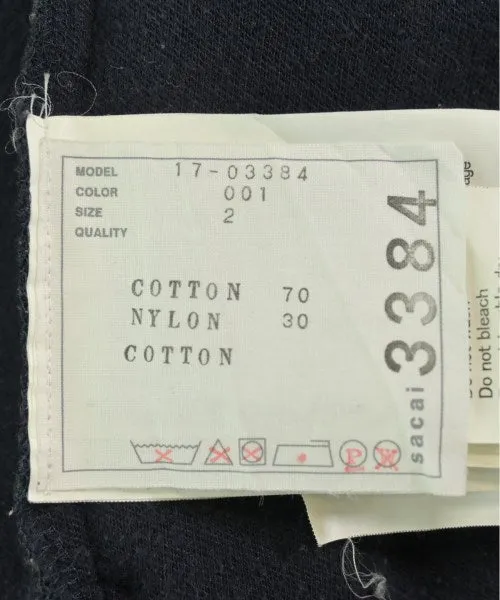 MODEL 17-03384
COLOR 001
SIZE 2
QUALITY
COTTON 70
NYLON 30
COTTON
P
W
sacai 3384
Do not bleach